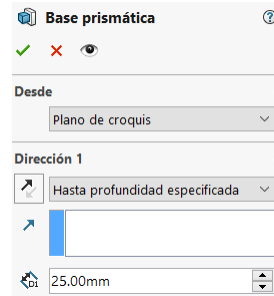 Base prismática
Desde
Plano de croquis
Dirección 1
Hasta profundidad especificada
D1
25.00mm